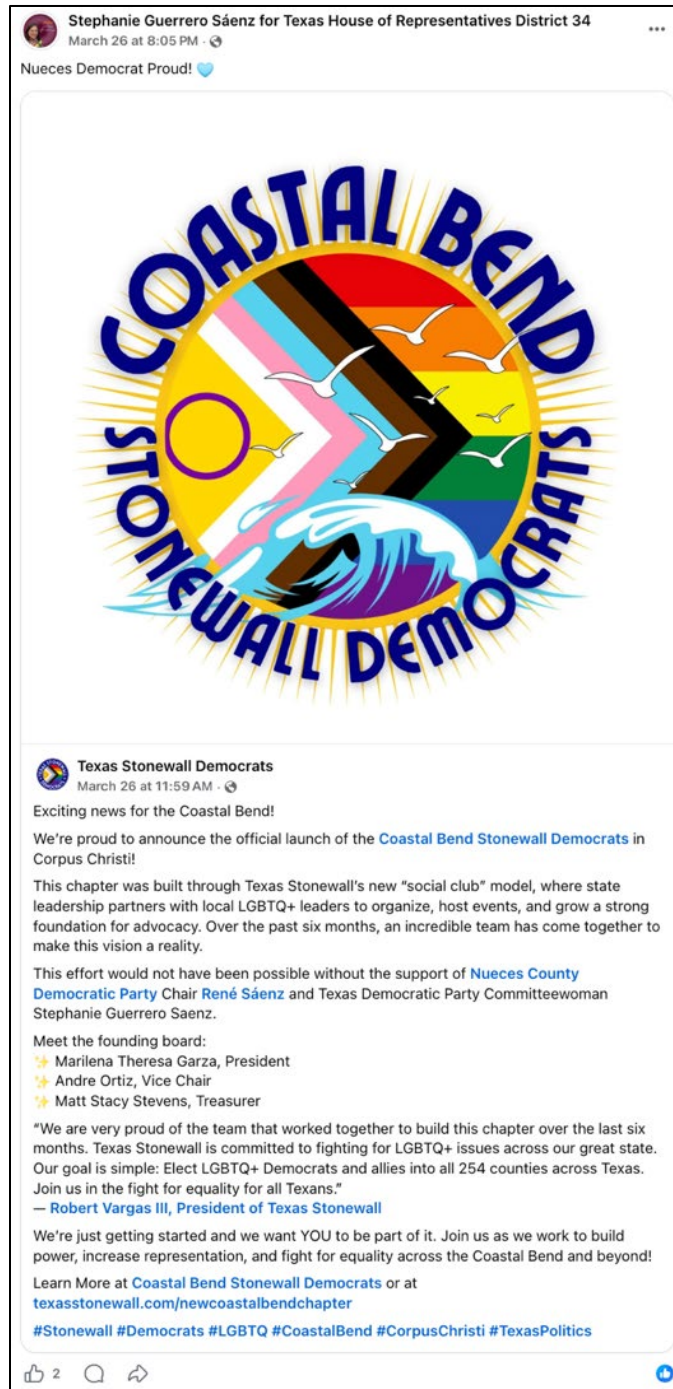 Stephanie Guerrero Sáenz for Texas House of Representatives District 34
March 26 at 8:05 PM ·
Nueces Democrat Proud! 🩵
COASTAL BEND
STONEWALL DEMOCRATS
Texas Stonewall Democrats
March 26 at 11:59 AM ·
Exciting news for the Coastal Bend!
We're proud to announce the official launch of the Coastal Bend Stonewall Democrats in
Corpus Christi!
This chapter was built through Texas Stonewall's new “social club” model, where state
leadership partners with local LGBTQ+ leaders to organize, host events, and grow a strong
foundation for advocacy. Over the past six months, an incredible team has come together to
make this vision a reality.
This effort would not have been possible without the support of Nueces County
Democratic Party Chair René Sáenz and Texas Democratic Party Committeewoman
Stephanie Guerrero Saenz.
Meet the founding board:
✨ Marilena Theresa Garza, President
✨ Andre Ortiz, Vice Chair
✨ Matt Stacy Stevens, Treasurer
“We are very proud of the team that worked together to build this chapter over the last six
months. Texas Stonewall is committed to fighting for LGBTQ+ issues across our great state.
Our goal is simple: Elect LGBTQ+ Democrats and allies into all 254 counties across Texas.
Join us in the fight for equality for all Texans.”
— Robert Vargas III, President of Texas Stonewall
We're just getting started and we want YOU to be part of it. Join us as we work to build
power, increase representation, and fight for equality across the Coastal Bend and beyond!
Learn More at Coastal Bend Stonewall Democrats or at
texasstonewall.com/newcoastalbendchapter
#Stonewall #Democrats #LGBTQ #CoastalBend #CorpusChristi #TexasPolitics
2